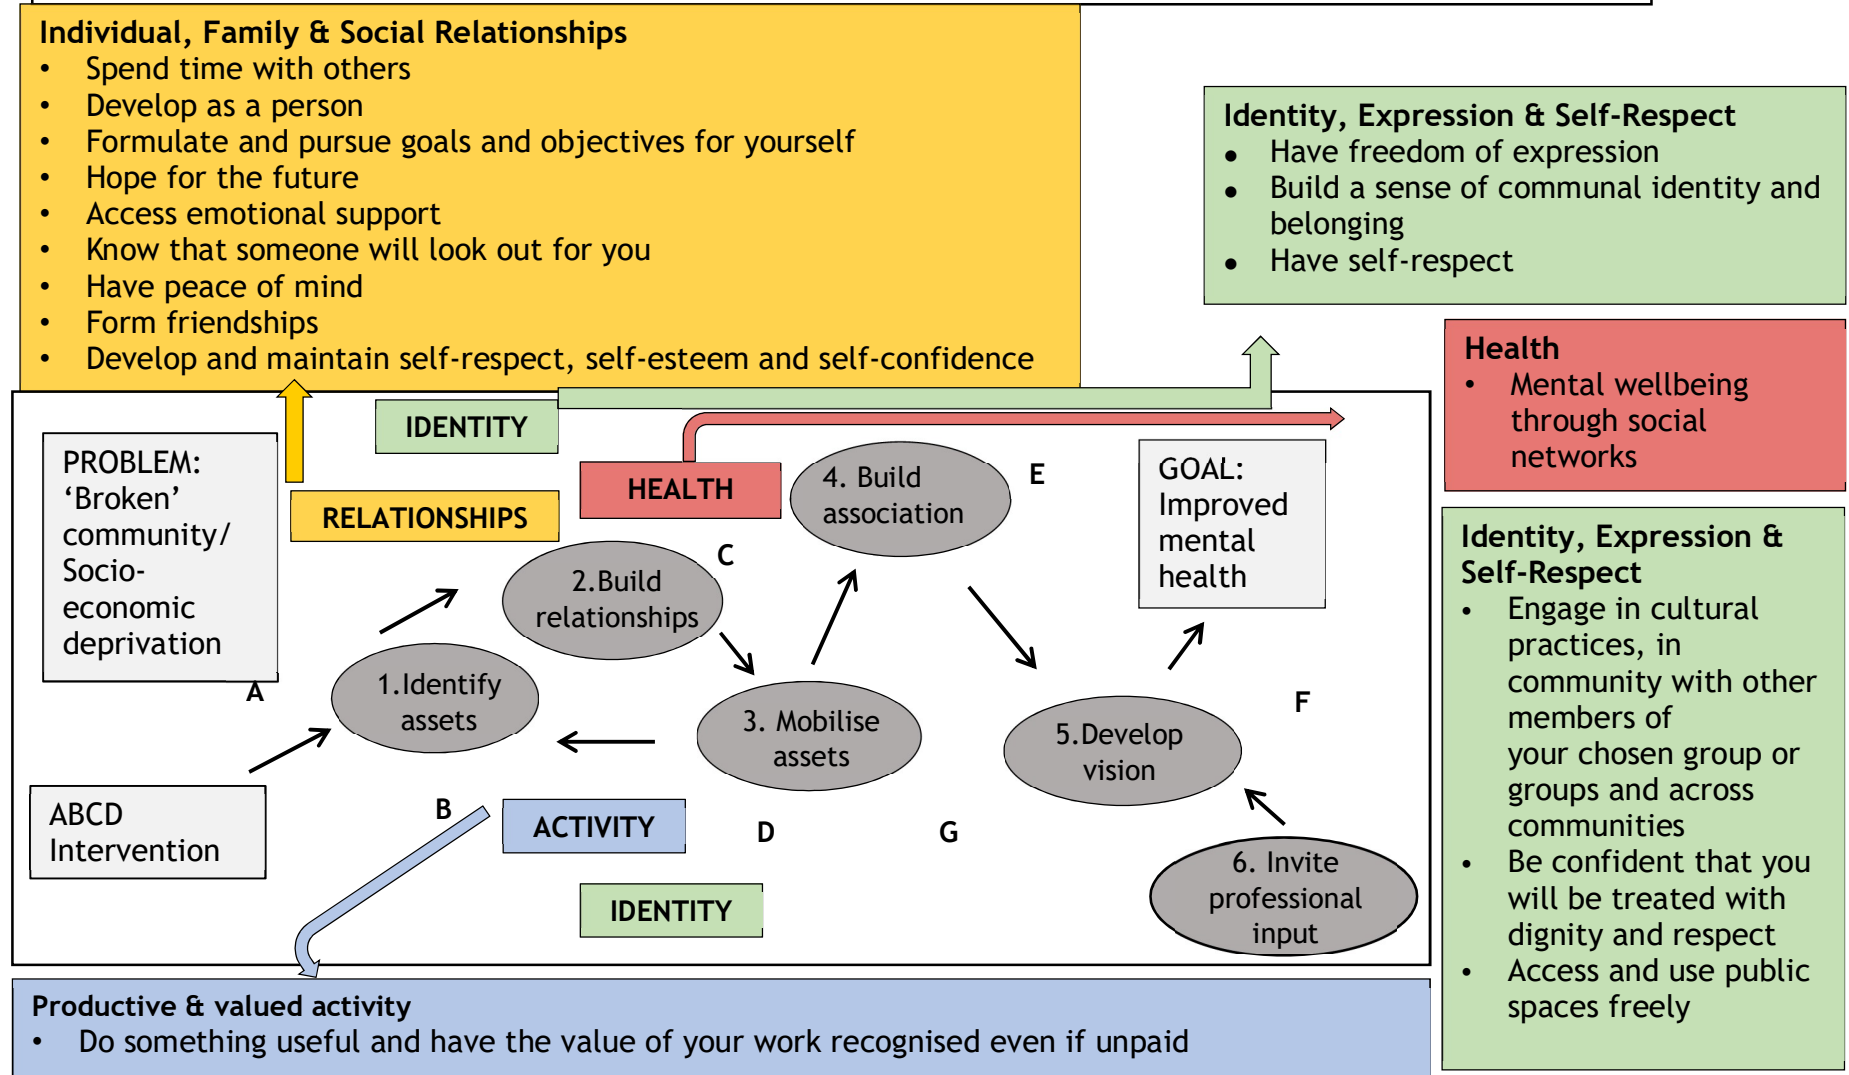 Individual, Family & Social Relationships
• Spend time with others
• Develop as a person
• Formulate and pursue goals and objectives for yourself
• Hope for the future
• Access emotional support
• Know that someone will look out for you
• Have peace of mind
• Form friendships
• Develop and maintain self-respect, self-esteem and self-confidence
Identity, Expression & Self-Respect
● Have freedom of expression
● Build a sense of communal identity and
belonging
● Have self-respect
Health
• Mental wellbeing
through social
networks
IDENTITY
PROBLEM:
‘Broken’
community/
Socio-
economic
deprivation
RELATIONSHIPS
HEALTH
4. Build
association
E
GOAL:
Improved
mental
health
C
2.Build
relationships
A
1.Identify
assets
3. Mobilise
assets
5.Develop
vision
F
ABCD
Intervention
B
ACTIVITY
D
G
IDENTITY
6. Invite
professional
input
Identity, Expression &
Self-Respect
• Engage in cultural
practices, in
community with other
members of
your chosen group or
groups and across
communities
• Be confident that you
will be treated with
dignity and respect
• Access and use public
spaces freely
Productive & valued activity
• Do something useful and have the value of your work recognised even if unpaid